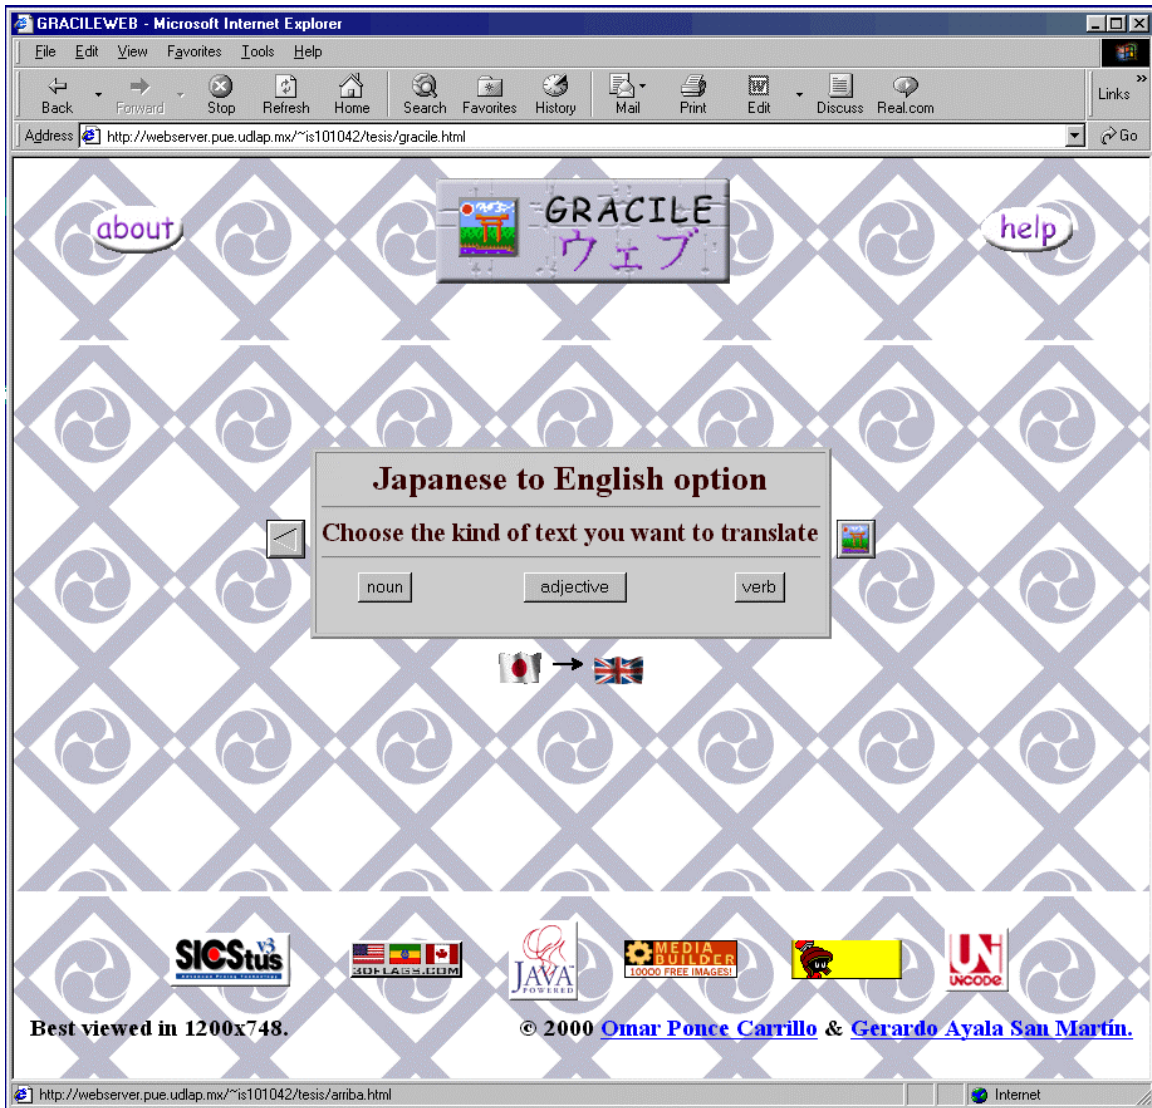 GRACILEWEB - Microsoft Internet Explorer
File Edit View Favorites Tools Help
Back Forward Stop Refresh Home Search Favorites History Mail Print Edit Discuss Real.com Links
Address http://webserver.pue.udlap.mx/~is101042/tesis/gracile.html Go
about
GRACILE
ウェブ
help
Japanese to English option
Choose the kind of text you want to translate
noun adjective verb
SICStus v3
3DFLAGS.COM
JAVA
POWERED
MEDIA
BUILDER
10000 FREE IMAGES!
UNICODE
Best viewed in 1200x748.
© 2000 Omar Ponce Carrillo & Gerardo Ayala San Martín.
http://webserver.pue.udlap.mx/~is101042/tesis/arriba.html Internet